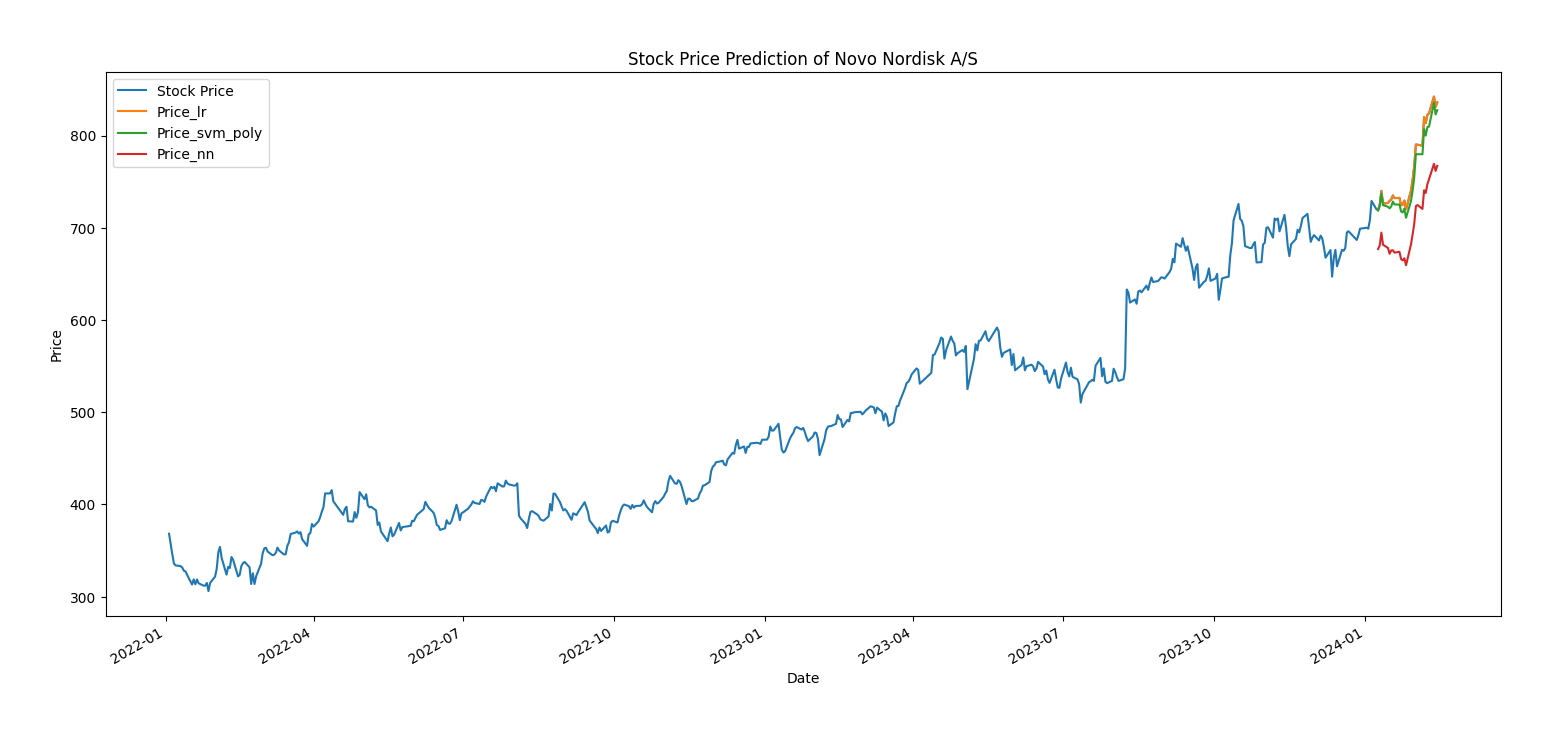 Stock Price Prediction of Novo Nordisk A/S
Stock Price
Price_lr
Price_svm_poly
Price_nn
800
700
600
500
400
300
Price
2022-01
2022-04
2022-07
2022-10
2023-01
2023-04
2023-07
2023-10
2024-01
Date